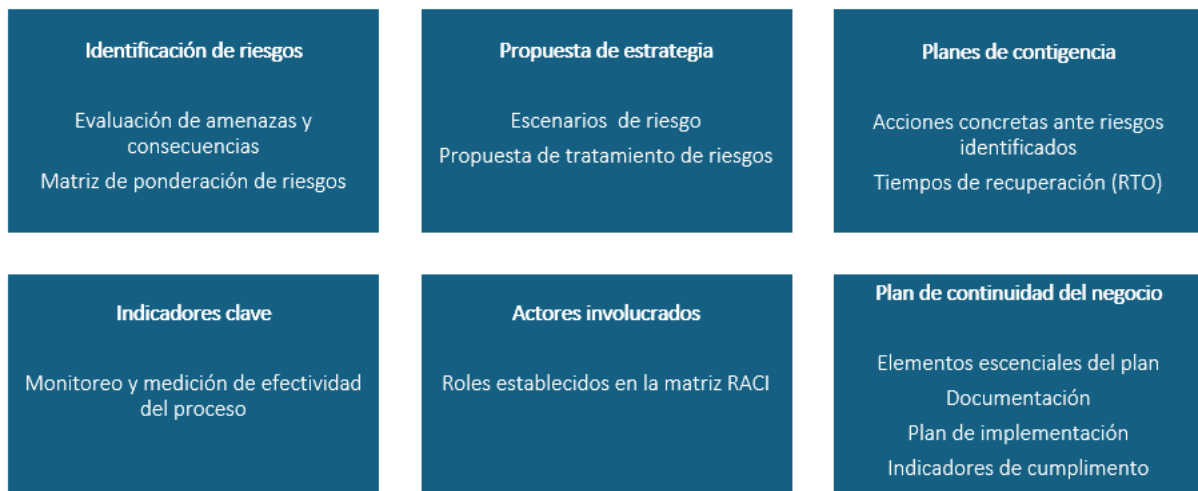 Identificación de riesgos
Evaluación de amenazas y
consecuencias
Matriz de ponderación de riesgos
Propuesta de estrategia
Escenarios de riesgo
Propuesta de tratamiento de riesgos
Planes de contigencia
Acciones concretas ante riesgos
identificados
Tiempos de recuperación (RTO)
Indicadores clave
Monitoreo y medición de efectividad
del proceso
Actores involucrados
Roles establecidos en la matriz RACI
Plan de continuidad del negocio
Elementos escenciales del plan
Documentación
Plan de implementación
Indicadores de cumplimento